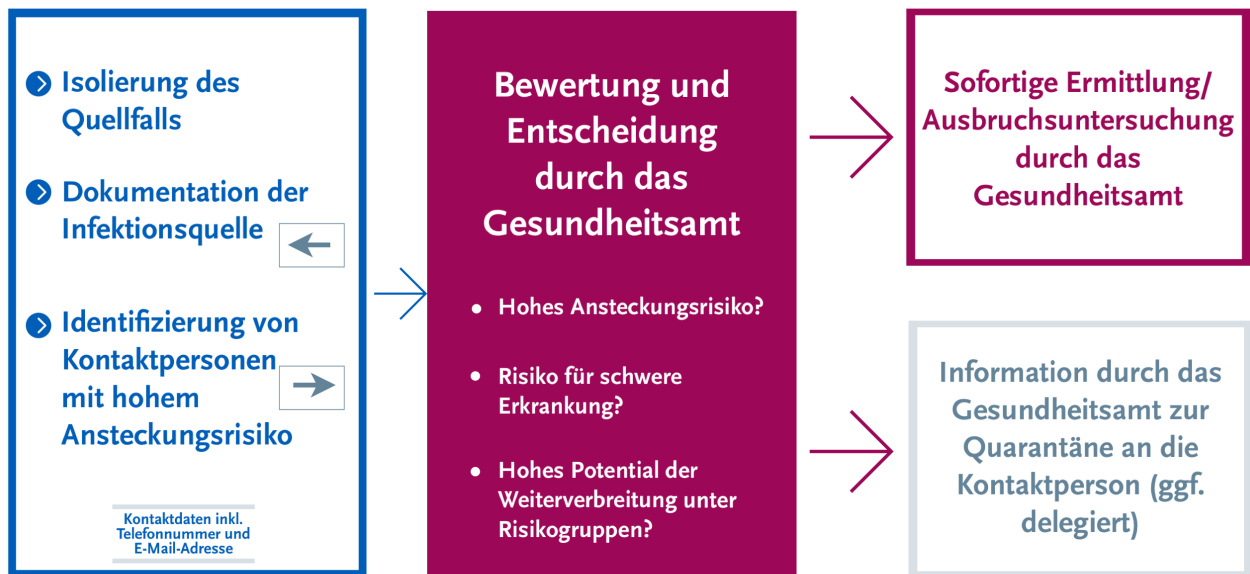 Isolierung des
Quellfalls
Dokumentation der
Infektionsquelle
Identifizierung von
Kontaktpersonen
mit hohem
Ansteckungsrisiko
Kontaktdaten inkl.
Telefonnummer und
E-Mail-Adresse
Bewertung und
Entscheidung
durch das
Gesundheitsamt
• Hohes Ansteckungsrisiko?
• Risiko für schwere
Erkrankung?
• Hohes Potential der
Weiterverbreitung unter
Risikogruppen?
Sofortige Ermittlung/
Ausbruchsuntersuchung
durch das
Gesundheitsamt
Information durch das
Gesundheitsamt zur
Quarantäne an die
Kontaktperson (ggf.
delegiert)